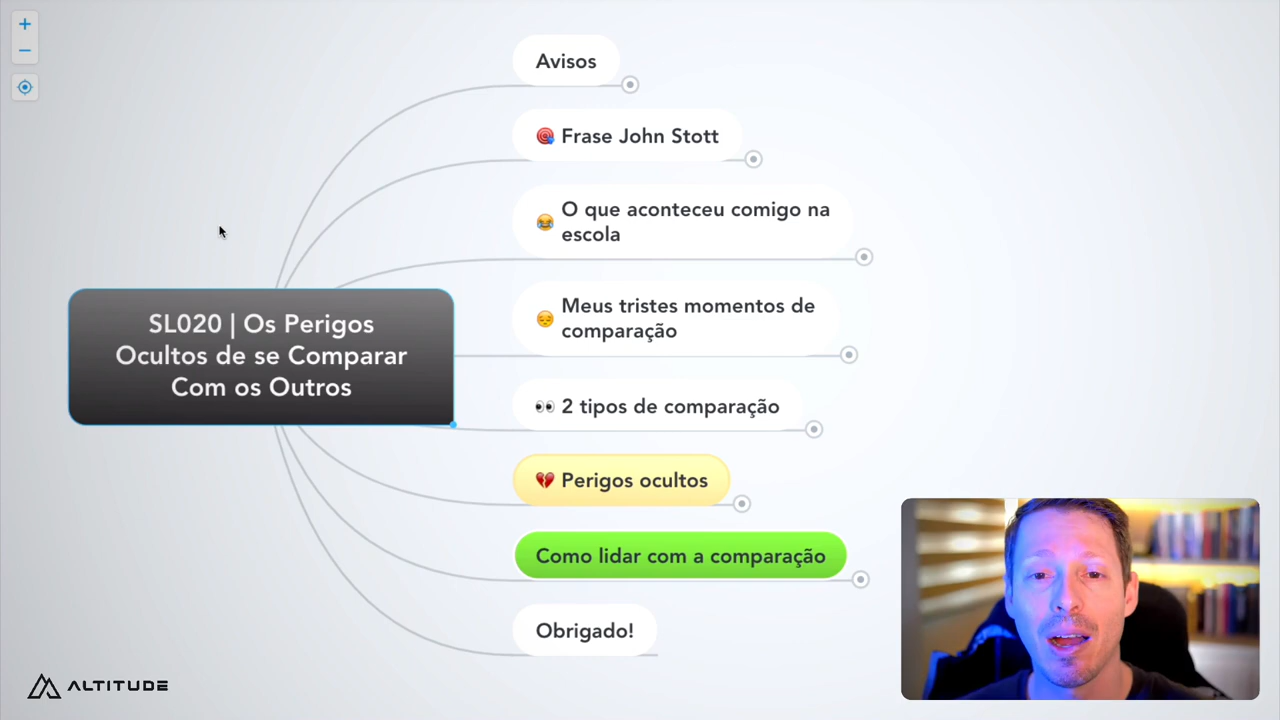 Avisos
Frase John Stott
O que aconteceu comigo na
escola
Meus tristes momentos de
comparação
SL020 | Os Perigos
Ocultos de se Comparar
Com os Outros
2 tipos de comparação
Perigos ocultos
Como lidar com a comparação
Obrigado!
ALTITUDE